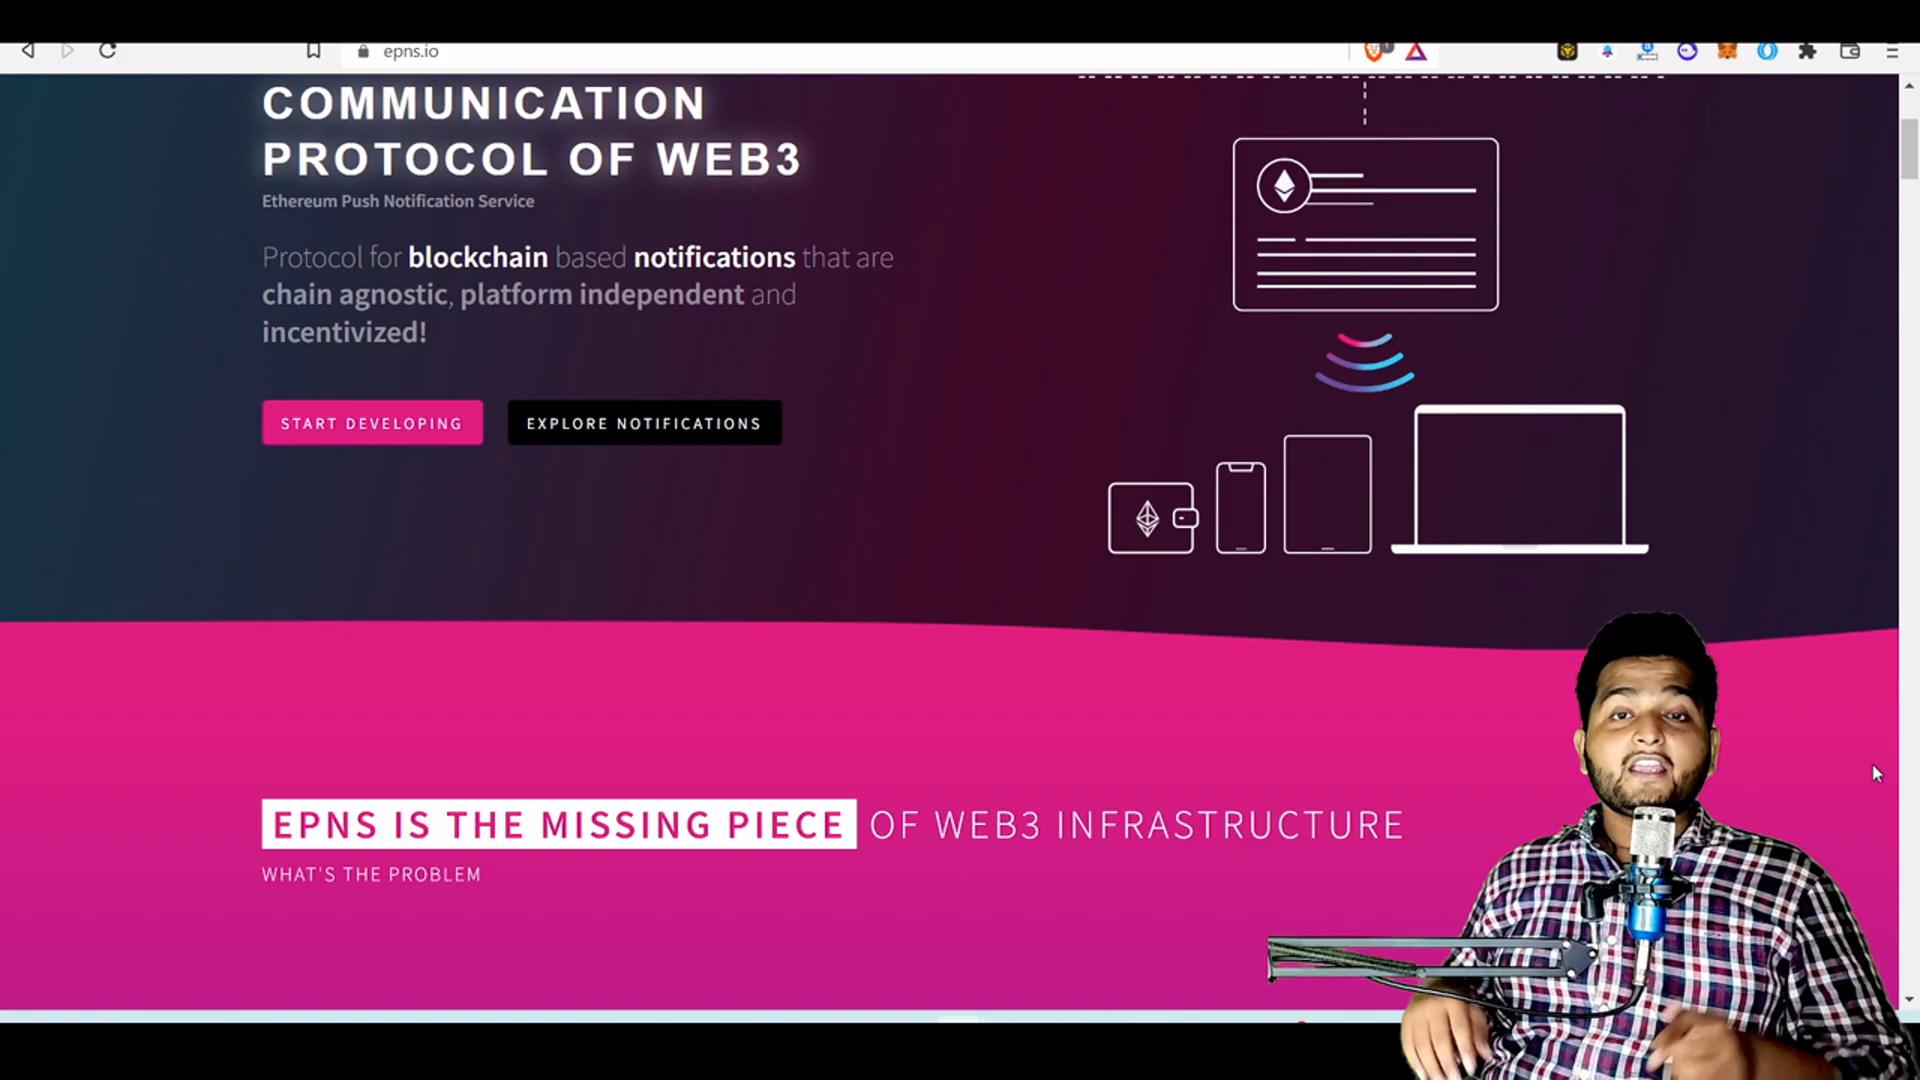 epns.io
COMMUNICATION
PROTOCOL OF WEB3
Ethereum Push Notification Service
Protocol for blockchain based notifications that are
chain agnostic, platform independent and
incentivized!
START DEVELOPING
EXPLORE NOTIFICATIONS
EPNS IS THE MISSING PIECE OF WEB3 INFRASTRUCTURE
WHAT'S THE PROBLEM